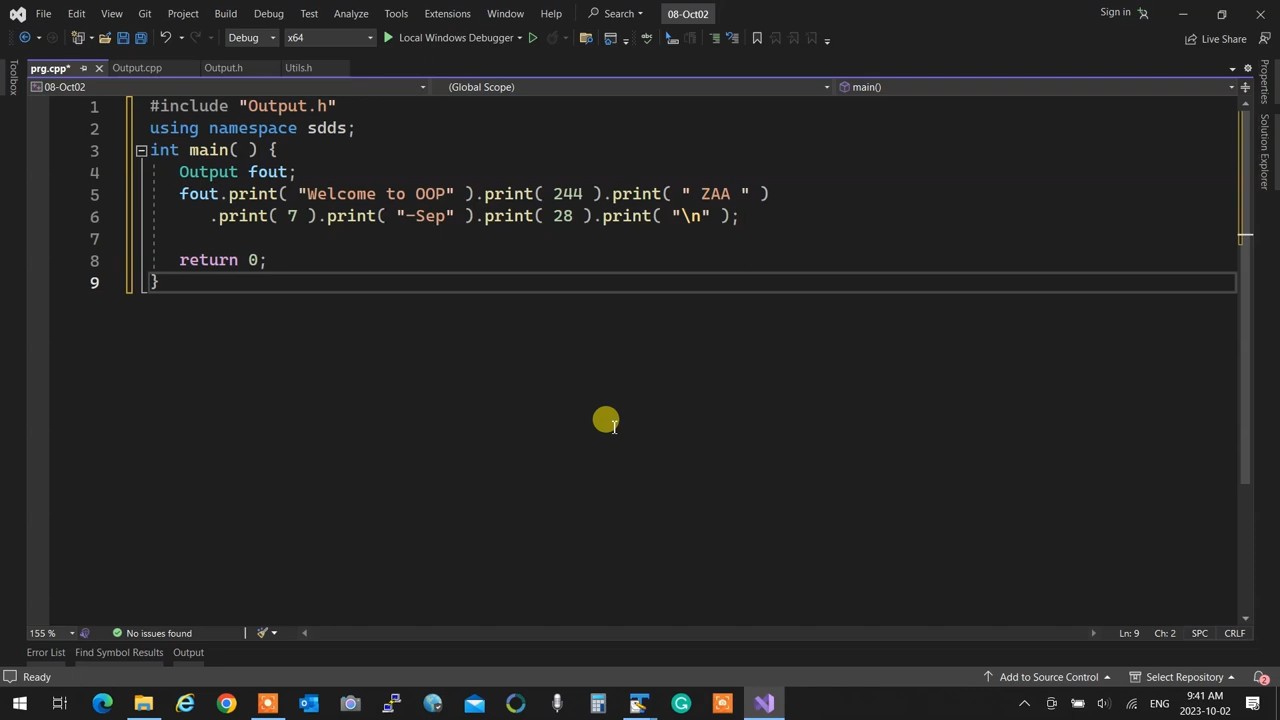 File Edit View Git Project Build Debug Test Analyze Tools Extensions Window Help Search 08-Oct02 Sign in
Debug x64 Local Windows Debugger Live Share
prg.cpp* Output.cpp Output.h Utils.h
08-Oct02 (Global Scope) main()
1 #include "Output.h"
2 using namespace sdds;
3 int main( ) {
4 Output fout;
5 fout.print( "Welcome to OOP" ).print( 244 ).print( " ZAA " )
6 .print( 7 ).print( "-Sep" ).print( 28 ).print( "\n" );
7
8 return 0;
9 }
Toolbox
Properties
Solution Explorer
155 % No issues found Ln: 9 Ch: 2 SPC CRLF
Error List Find Symbol Results Output
Ready Add to Source Control Select Repository 2
ENG 9:41 AM
2023-10-02